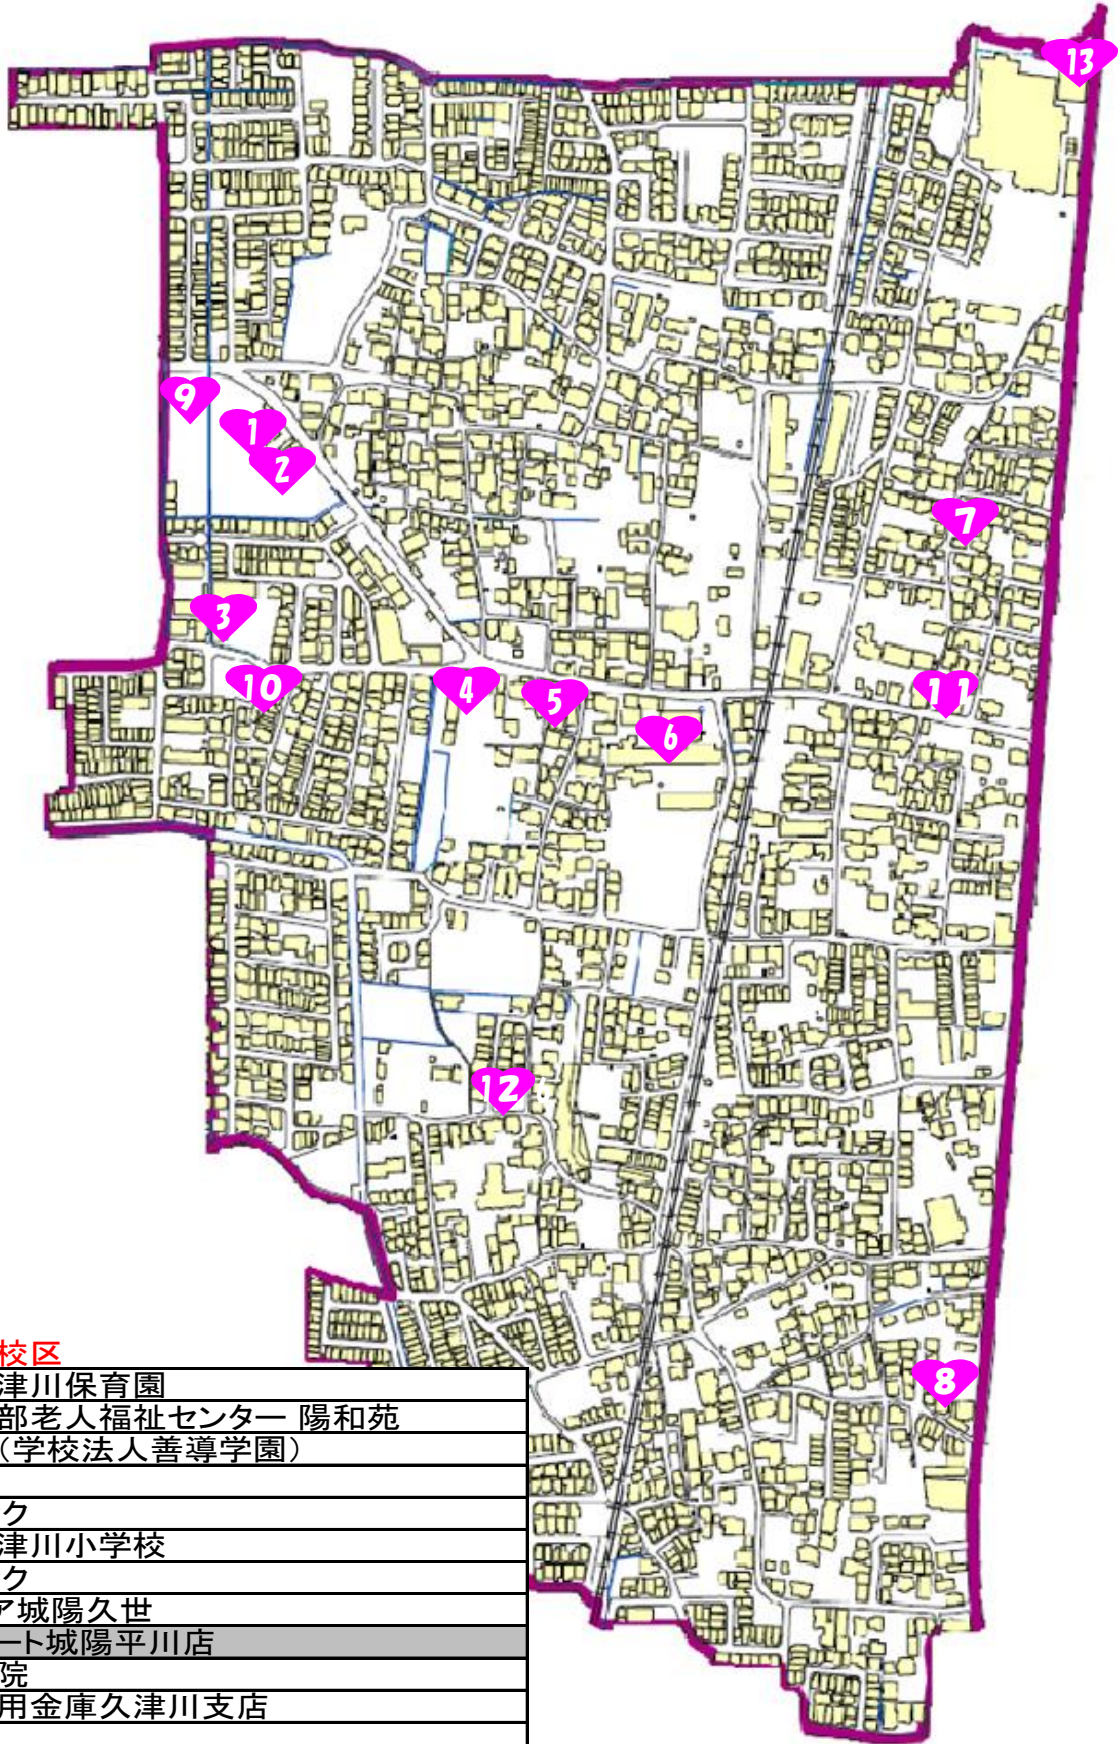 13
9
1
2
7
3
10
4
5
11
6
12
8
校区
津川保育園
部老人福祉センター 陽和苑
(学校法人善導学園)
ク
津川小学校
ク
ア城陽久世
ート城陽平川店
院
用金庫久津川支店